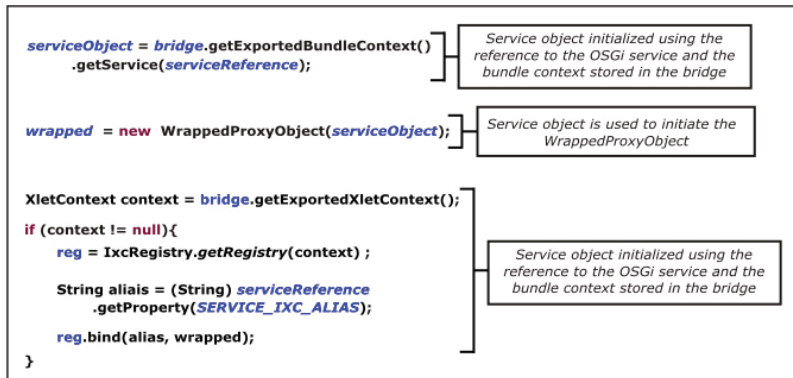 serviceObject = bridge.getExportedBundleContext()
.getService(serviceReference);
Service object initialized using the
reference to the OSGi service and the
bundle context stored in the bridge
wrapped = new WrappedProxyObject(serviceObject);
Service object is used to initiate the
WrappedProxyObject
XletContext context = bridge.getExportedXletContext();
if (context != null){
reg = IxcRegistry.getRegistry(context) ;
String aliais = (String) serviceReference
.getProperty(SERVICE_IXC_ALIAS);
reg.bind(alias, wrapped);
}
Service object initialized using the
reference to the OSGi service and the
bundle context stored in the bridge